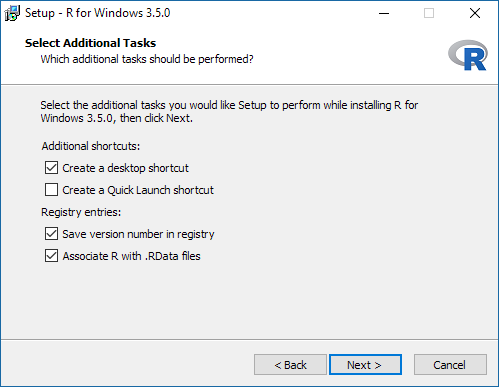 Setup - R for Windows 3.5.0
Select Additional Tasks
Which additional tasks should be performed?
R
Select the additional tasks you would like Setup to perform while installing R for
Windows 3.5.0, then click Next.
Additional shortcuts:
Create a desktop shortcut
Create a Quick Launch shortcut
Registry entries:
Save version number in registry
Associate R with .RData files
< Back
Next >
Cancel